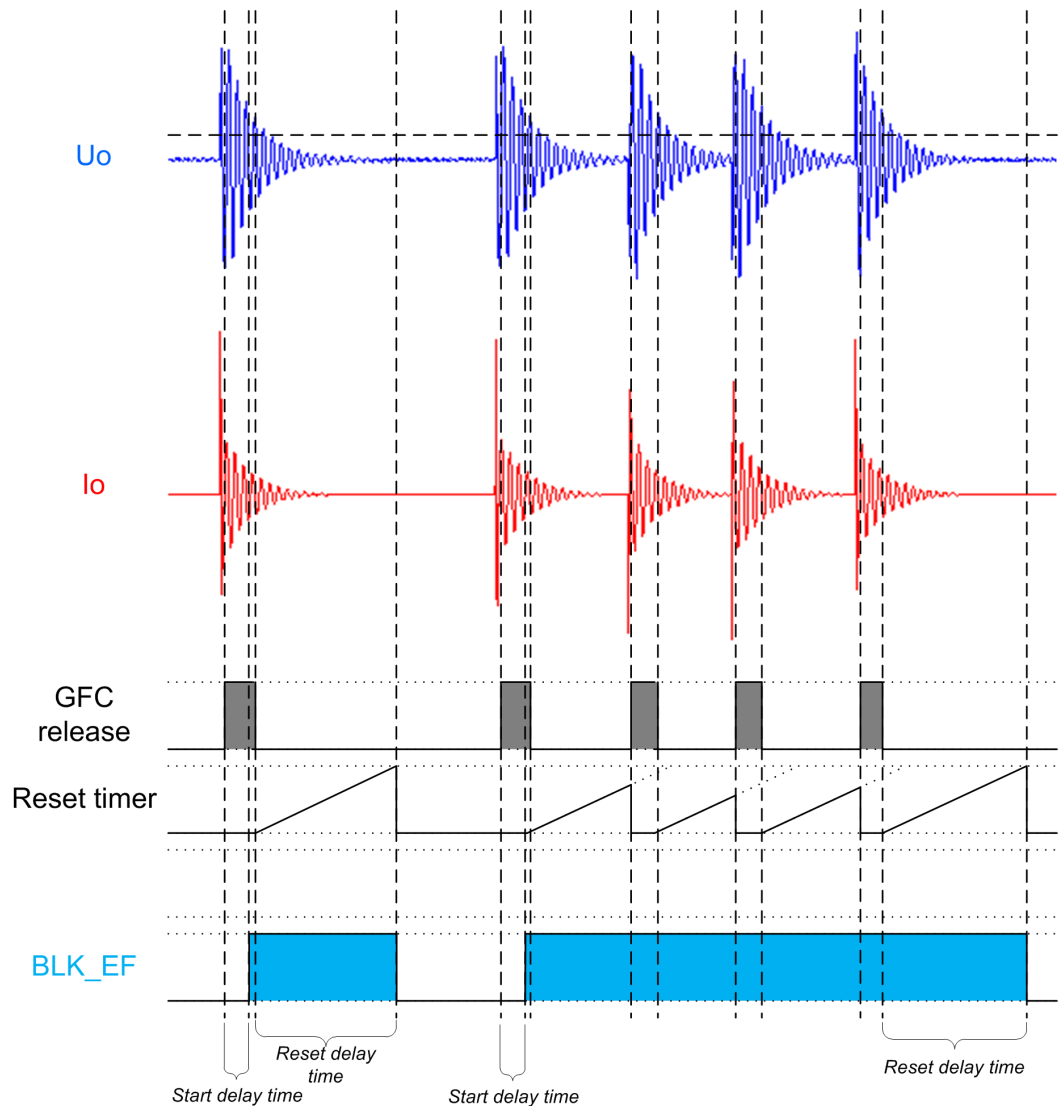 Uo
Io
GFC
release
Reset timer
BLK_EF
Reset delay
time
Start delay time
Start delay time
Reset delay time